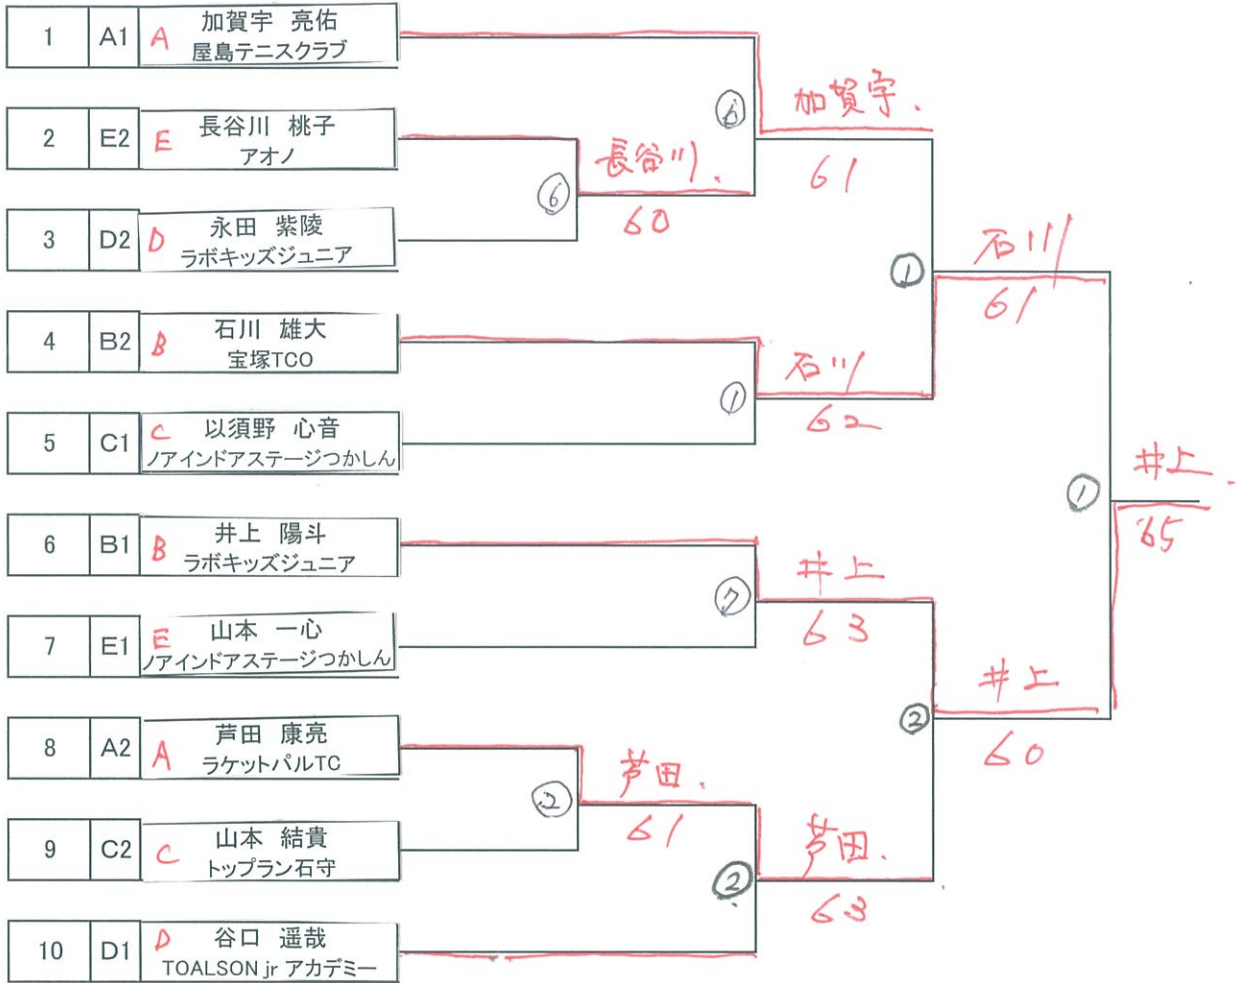 1 A1 A 加賀宇 亮佑
屋島テニスクラブ
2 E2 E 長谷川 桃子
アオノ
3 D2 D 永田 紫陵
ラボキッズジュニア
4 B2 B 石川 雄大
宝塚TCO
5 C1 C 以須野 心音
ノアインドアステージつかしん
6 B1 B 井上 陽斗
ラボキッズジュニア
7 E1 E 山本 一心
ノアインドアステージつかしん
8 A2 A 芦田 康亮
ラケットパルTC
9 C2 C 山本 結貴
トップラン石守
10 D1 D 谷口 遥哉
TOALSON jr アカデミー
⑥
長谷川.
60
②
芦田.
61
⑥
加賀宇.
61
①
石川
62
⑦
井上
63
②
芦田.
63
①
石川
61
②
井上
60
①
井上.
65